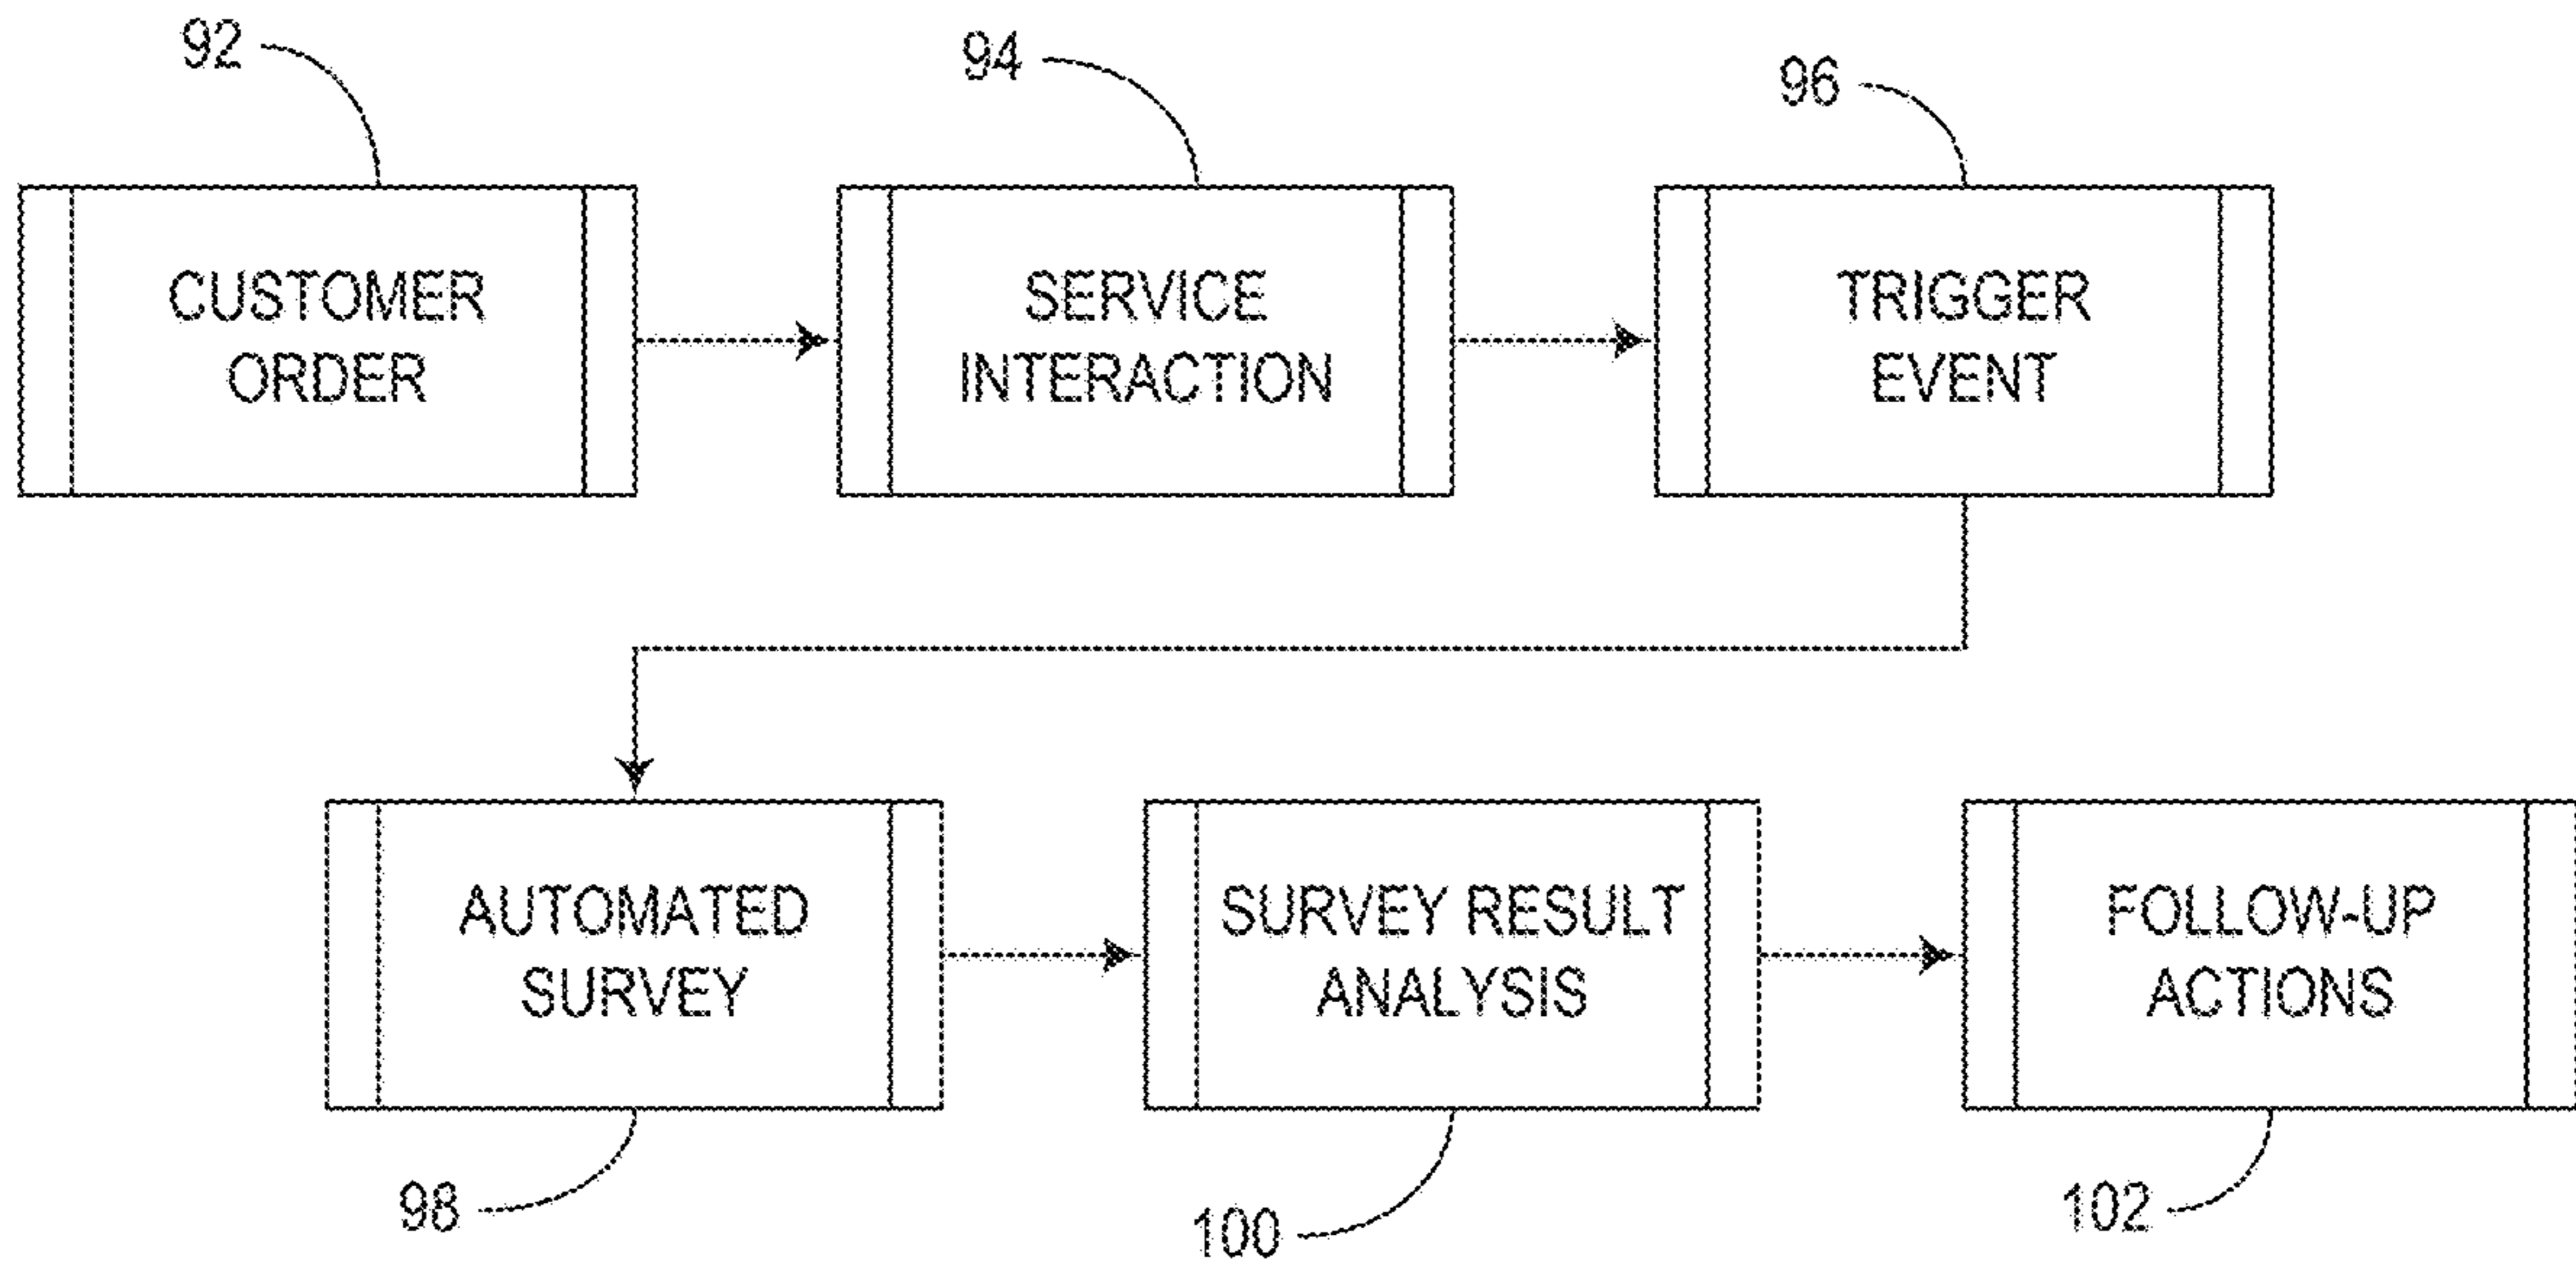 92
94
96
CUSTOMER
ORDER
SERVICE
INTERACTION
TRIGGER
EVENT
AUTOMATED
SURVEY
SURVEY RESULT
ANALYSIS
FOLLOW-UP
ACTIONS
98
100
102